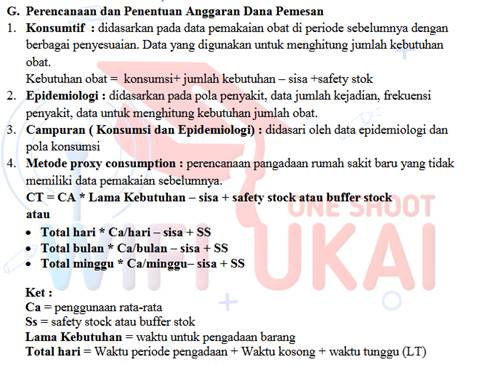 G. Perencanaan dan Penentuan Anggaran Dana Pemesan
1. Konsumtif : didasarkan pada data pemakaian obat di periode sebelumnya dengan
berbagai penyesuaian. Data yang digunakan untuk menghitung jumlah kebutuhan
obat.
Kebutuhan obat = konsumsi+ jumlah kebutuhan – sisa +safety stok
2. Epidemiologi : didasarkan pada pola penyakit, data jumlah kejadian, frekuensi
penyakit, data untuk menghitung kebutuhan jumlah obat.
3. Campuran ( Konsumsi dan Epidemiologi) : didasari oleh data epidemiologi dan
pola konsumsi
4. Metode proxy consumption : perencanaan pangadaan rumah sakit baru yang tidak
memiliki data pemakaian sebelumnya.
CT = CA * Lama Kebutuhan – sisa + safety stock atau buffer stock
atau
• Total hari * Ca/hari – sisa + SS
• Total bulan * Ca/bulan – sisa + SS
• Total minggu * Ca/minggu– sisa + SS
Ket :
Ca = penggunaan rata-rata
Ss = safety stock atau buffer stok
Lama Kebutuhan = waktu untuk pengadaan barang
Total hari = Waktu periode pengadaan + Waktu kosong + waktu tunggu (LT)
ONE SHOOT
UKAI